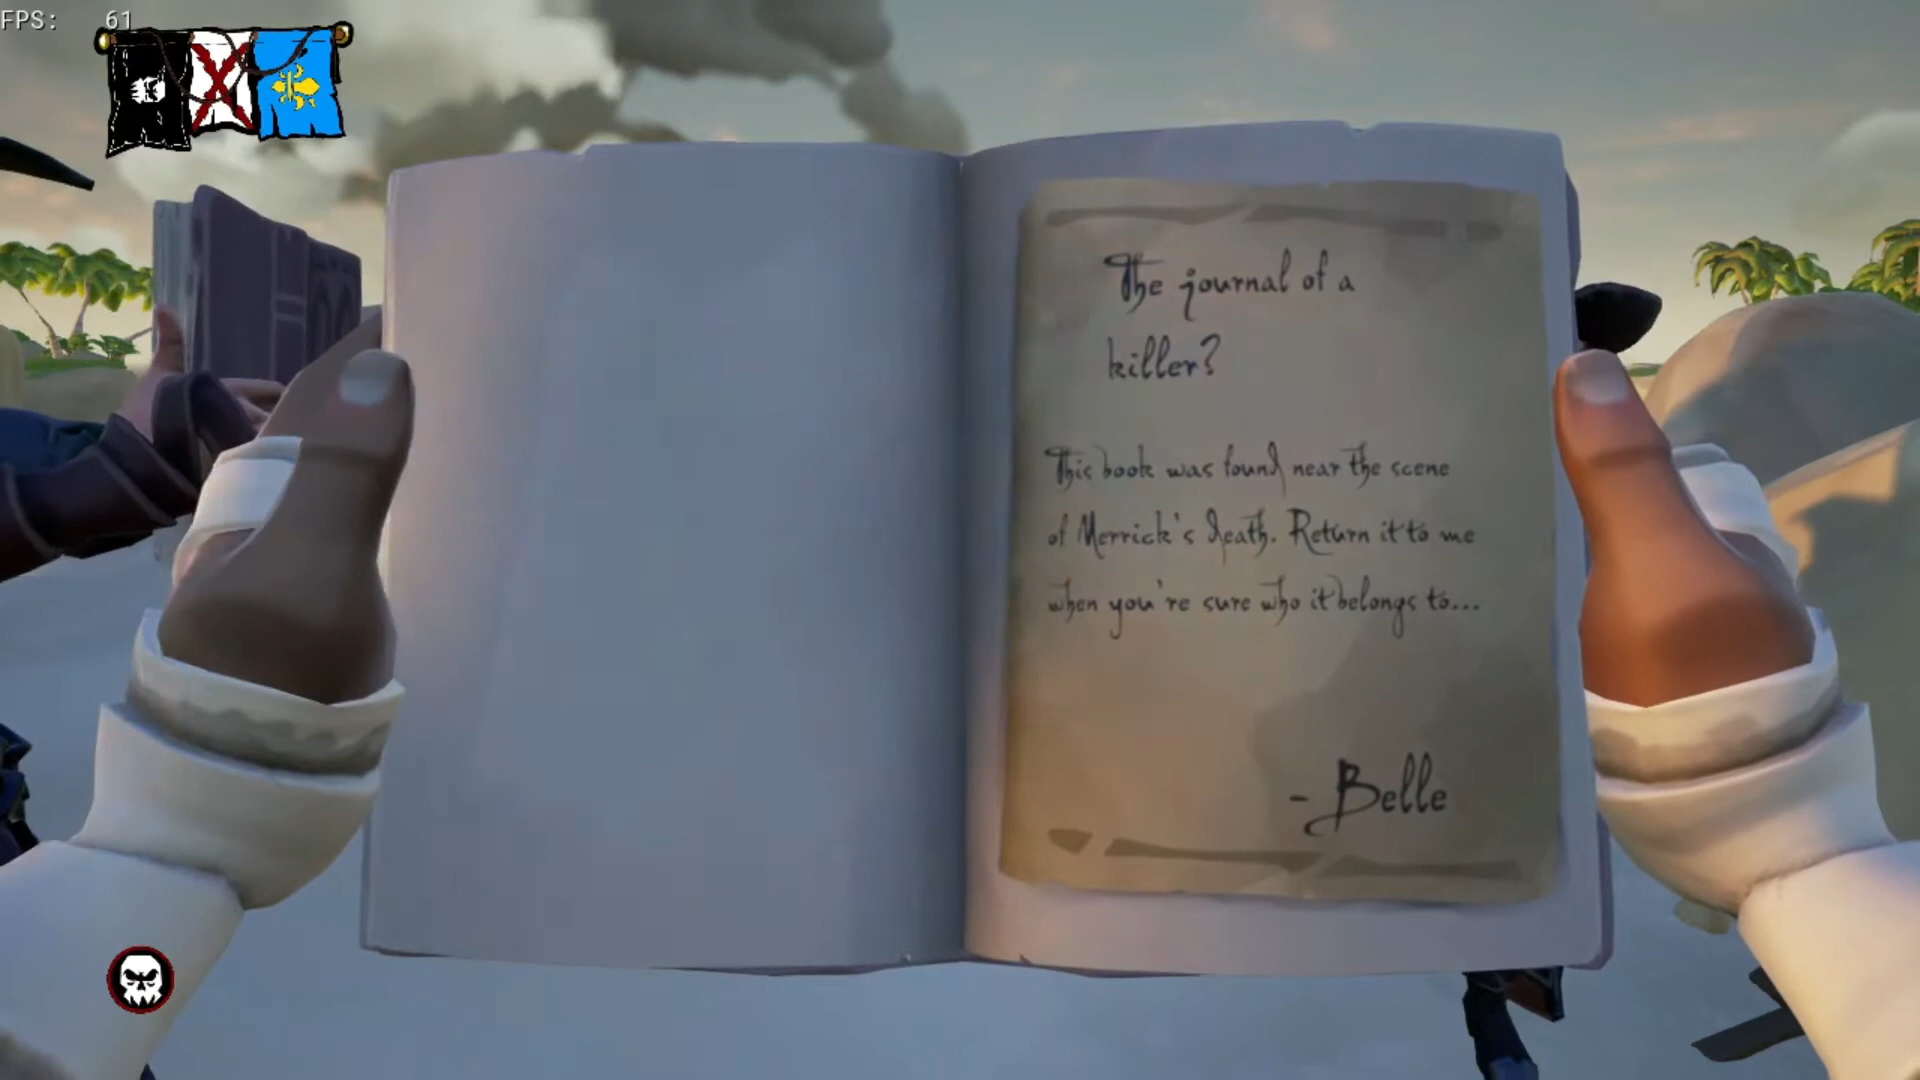 FPS: 61
The journal of a
killer?
This book was found near the scene
of Merrick's death. Return it to me
when you're sure who it belongs to...
- Belle